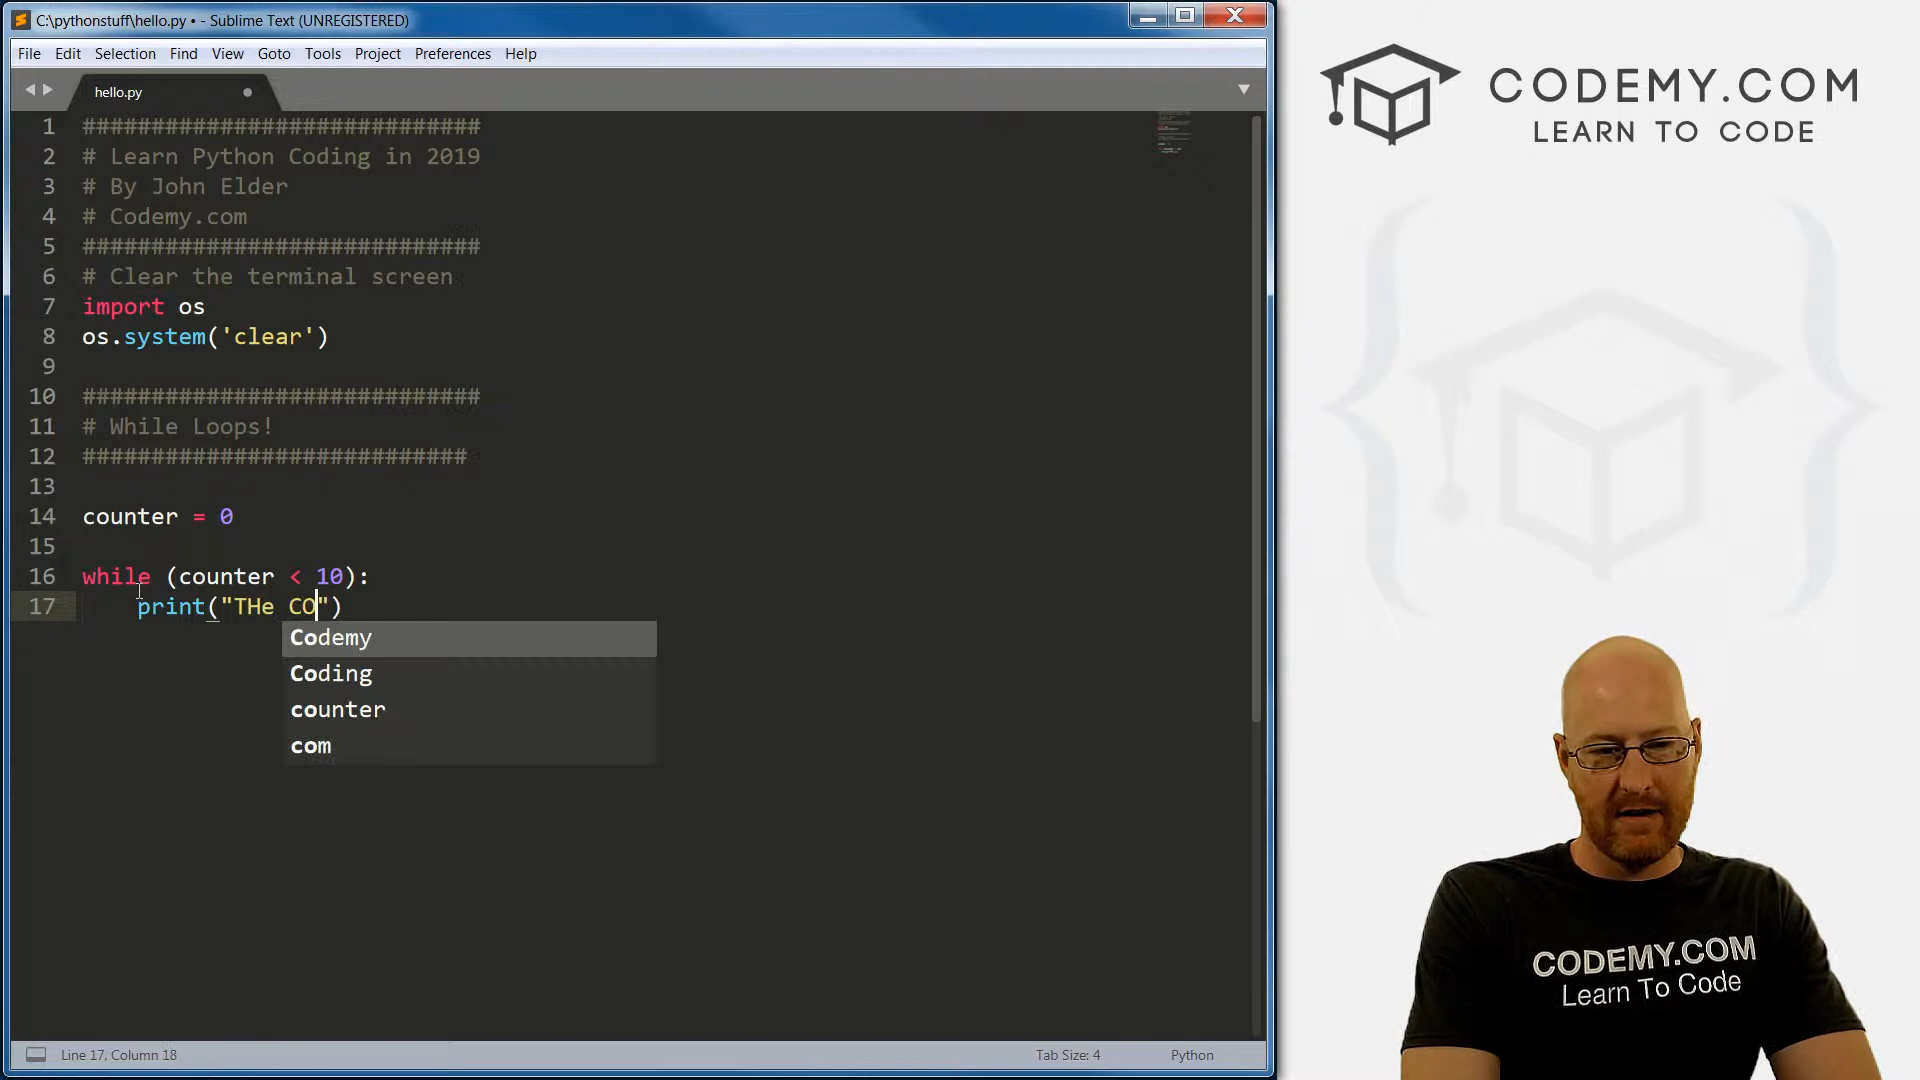 C:\pythonstuff\hello.py • - Sublime Text (UNREGISTERED)
File Edit Selection Find View Goto Tools Project Preferences Help
hello.py
1 #############################
2 # Learn Python Coding in 2019
3 # By John Elder
4 # Codemy.com
5 #############################
6 # Clear the terminal screen
7 import os
8 os.system('clear')
9
10 #############################
11 # While Loops!
12 ############################
13
14 counter = 0
15
16 while (counter < 10):
17 print("THe CO")
Codemy
Coding
counter
com
Line 17, Column 18
Tab Size: 4
Python
CODEMY.COM
LEARN TO CODE
CODEMY.COM
Learn To Code